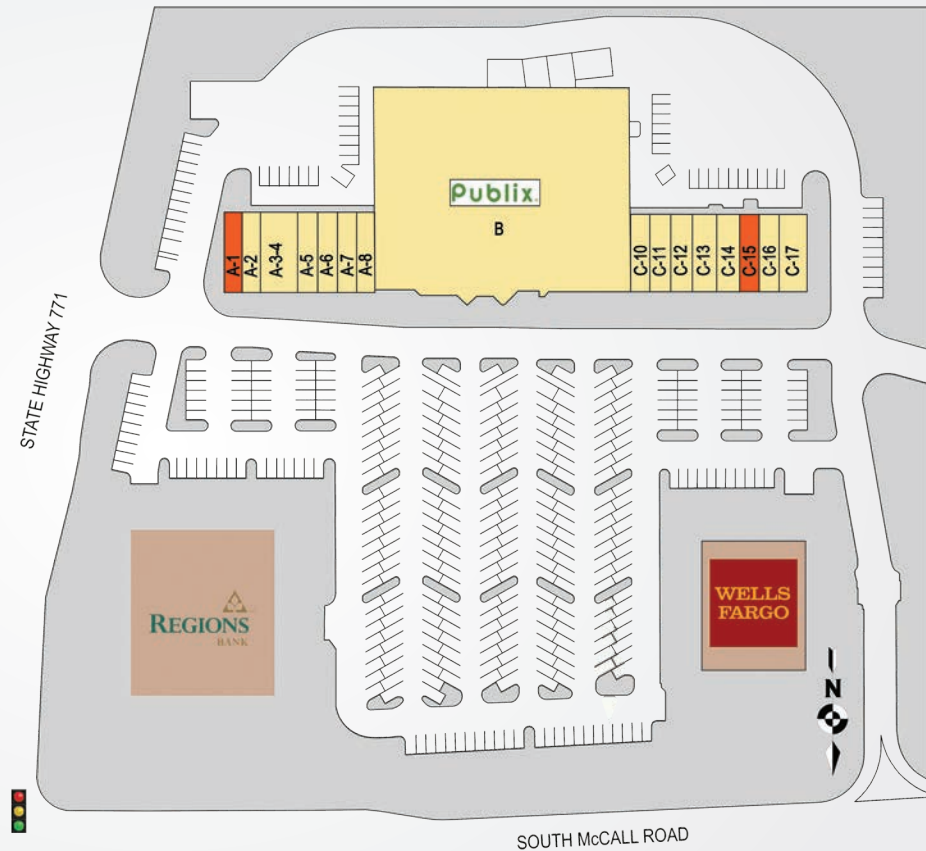 Publix.
B
A-1
A-2
A-3-4
A-5
A-6
A-7
A-8
C-10
C-11
C-12
C-13
C-14
C-15
C-16
C-17
STATE HIGHWAY 771
REGIONS
BANK
WELLS
FARGO
N
SOUTH McCALL ROAD